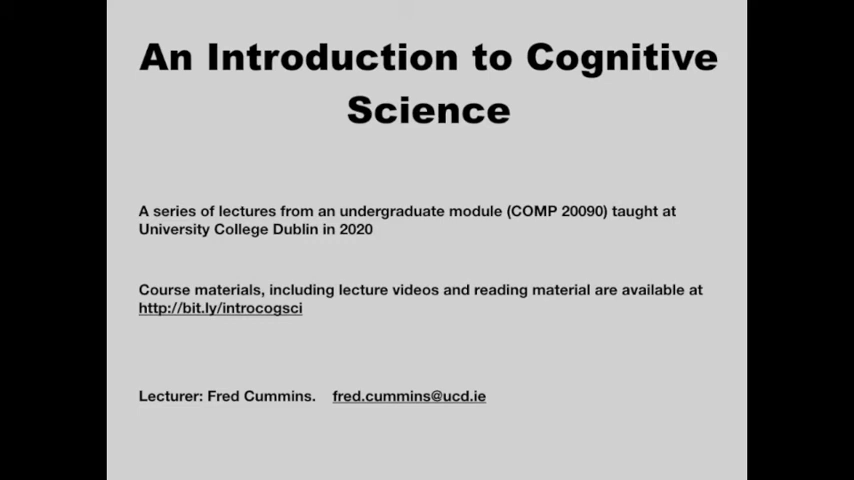 An Introduction to Cognitive
Science
A series of lectures from an undergraduate module (COMP 20090) taught at
University College Dublin in 2020
Course materials, including lecture videos and reading material are available at
http://bit.ly/introcogsci
Lecturer: Fred Cummins. fred.cummins@ucd.ie